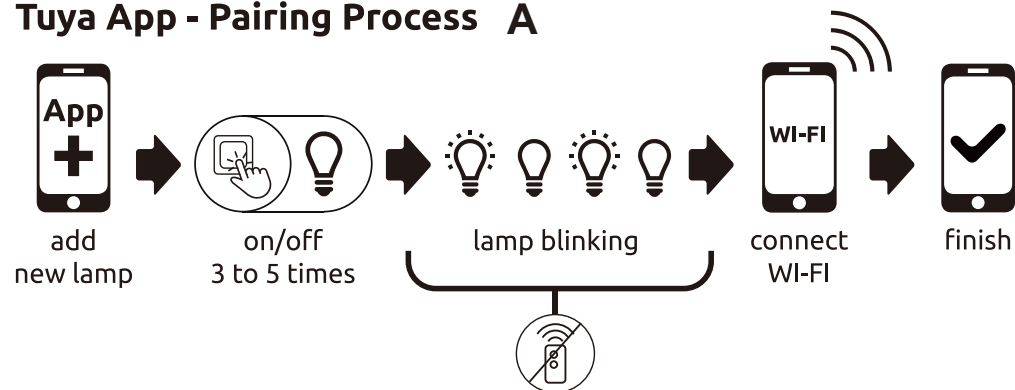 Tuya App - Pairing Process A
App
WI-FI
add
new lamp
on/off
3 to 5 times
lamp blinking
connect
WI-FI
finish